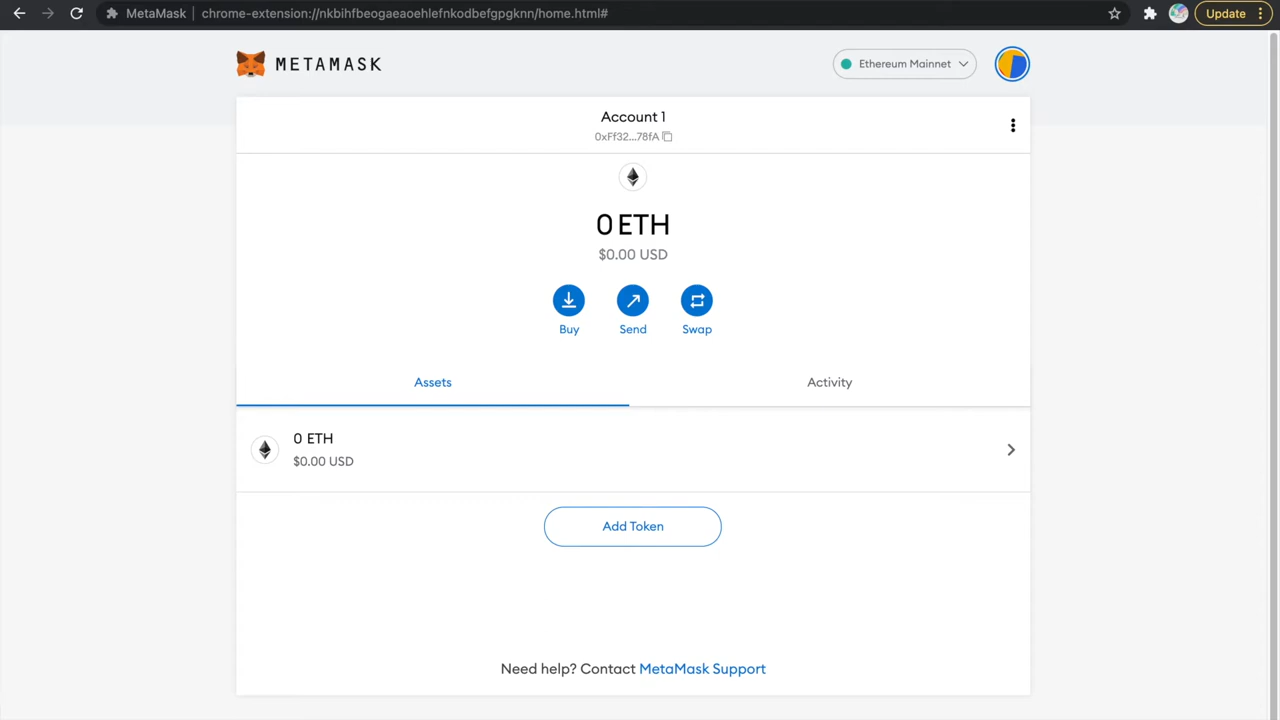 MetaMask chrome-extension://nkbihfbeogaeaoehlefnkodbefgpgknn/home.html# Update
METAMASK
Ethereum Mainnet
Account 1
0xFf32...78fA
0 ETH
$0.00 USD
Buy Send Swap
Assets Activity
0 ETH
$0.00 USD
Add Token
Need help? Contact MetaMask Support